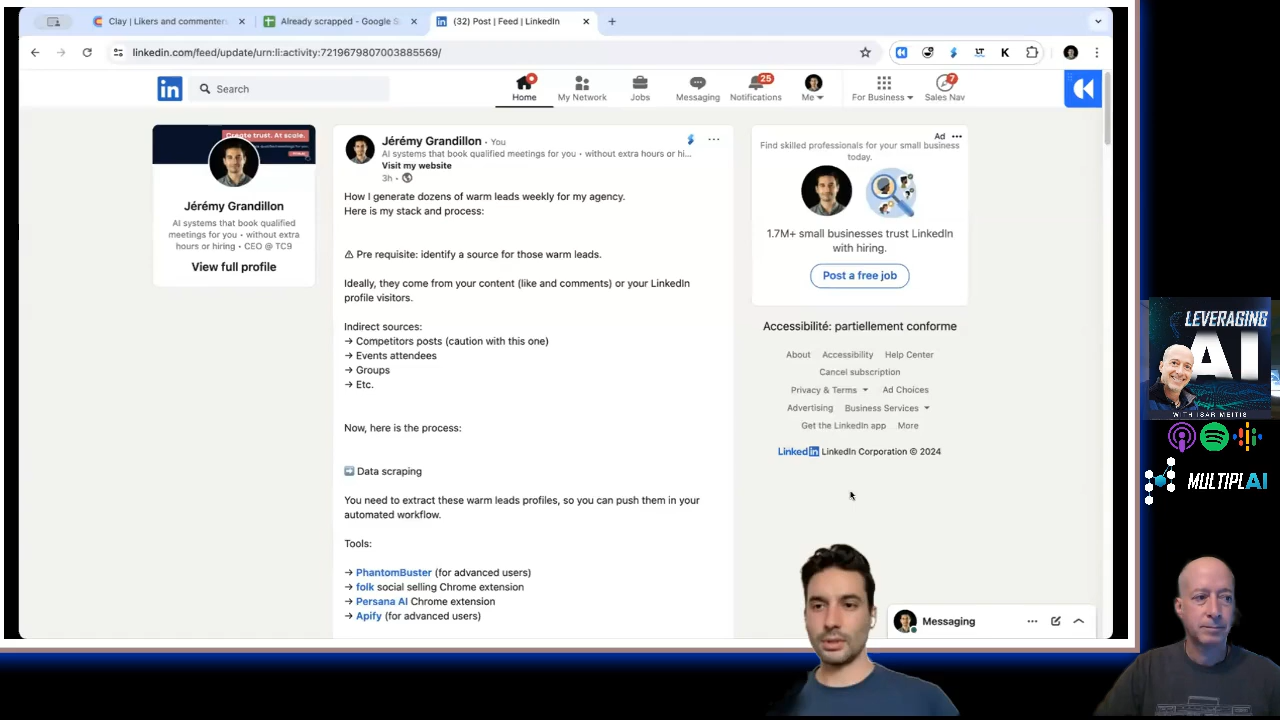 Clay | Likers and commenter
Already scrapped - Google S
(32) Post | Feed | LinkedIn
linkedin.com/feed/update/urn:li:activity:7219679807003885569/
LT
K
in
Search
Home
My Network
Jobs
Messaging
25
Notifications
Me
For Business
7
Sales Nav
Create trust. At scale.
Jérémy Grandillon
AI systems that book qualified
meetings for you • without extra
hours or hiring • CEO @ TC9
View full profile
Jérémy Grandillon • You
AI systems that book qualified meetings for you • without extra hours or hi...
Visit my website
3h •
How I generate dozens of warm leads weekly for my agency.
Here is my stack and process:
⚠ Pre requisite: identify a source for those warm leads.
Ideally, they come from your content (like and comments) or your LinkedIn
profile visitors.
Indirect sources:
→ Competitors posts (caution with this one)
→ Events attendees
→ Groups
→ Etc.
Now, here is the process:
➡ Data scraping
You need to extract these warm leads profiles, so you can push them in your
automated workflow.
Tools:
→ PhantomBuster (for advanced users)
→ folk social selling Chrome extension
→ Persana AI Chrome extension
→ Apify (for advanced users)
Ad •••
Find skilled professionals for your small business
today.
1.7M+ small businesses trust LinkedIn
with hiring.
Post a free job
Accessibilité: partiellement conforme
About Accessibility Help Center
Cancel subscription
Privacy & Terms Ad Choices
Advertising Business Services
Get the LinkedIn app More
LinkedIn LinkedIn Corporation © 2024
Messaging
LEVERAGING
AI
WITH ISAR MEITIS
MULTIPLAI